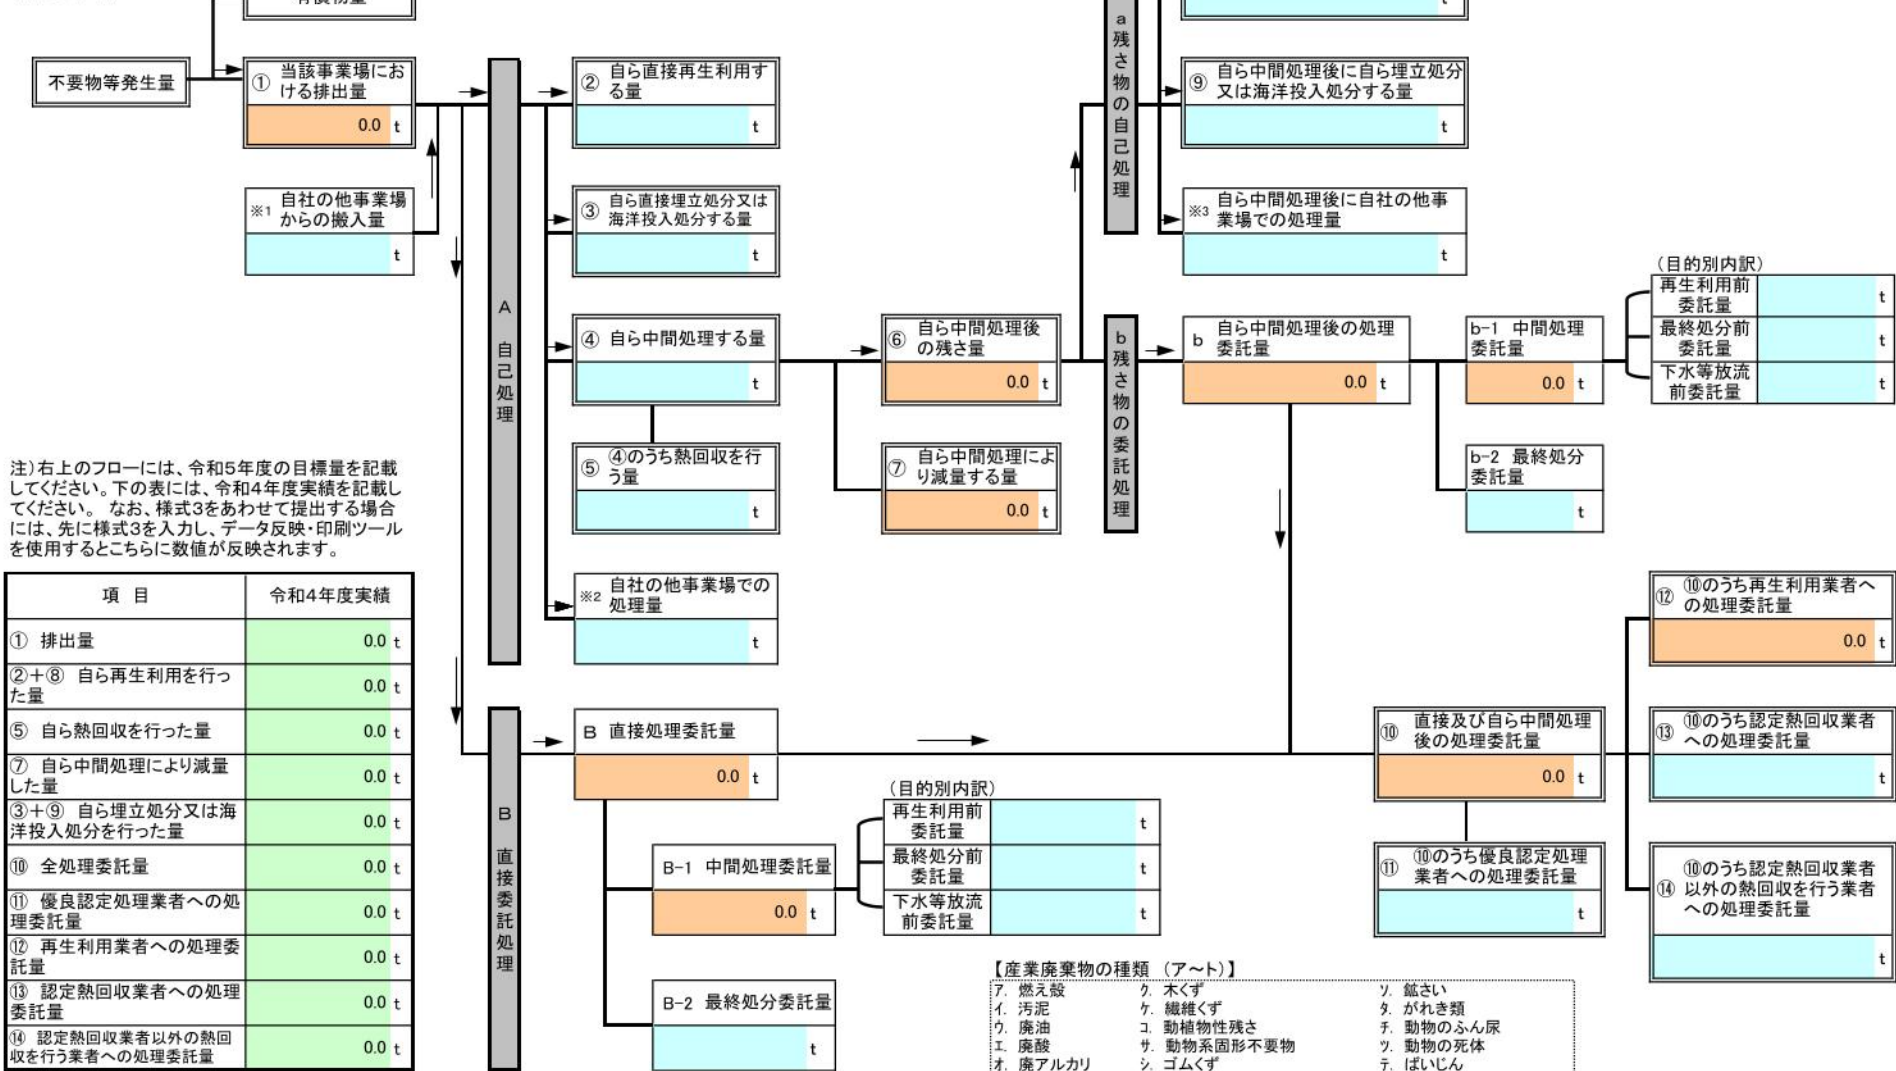 有価物量
不要物等発生量
① 当該事業場にお
ける排出量
0.0 t
※1 自社の他事業場
からの搬入量
t
A 自己処理
② 自ら直接再生利用す
る量
t
③ 自ら直接埋立処分又は
海洋投入処分する量
t
④ 自ら中間処理する量
t
⑤ ④のうち熱回収を行
う量
t
※2 自社の他事業場での
処理量
t
⑥ 自ら中間処理後
の残さ量
0.0 t
⑦ 自ら中間処理によ
り減量する量
0.0 t
a 残さ物の自己処理
t
⑨ 自ら中間処理後に自ら埋立処分
又は海洋投入処分する量
t
※3 自ら中間処理後に自社の他事
業場での処理量
t
b 残さ物の委託処理
b 自ら中間処理後の処理
委託量
0.0 t
b-1 中間処理
委託量
0.0 t
(目的別内訳)
再生利用前
委託量
t
最終処分前
委託量
t
下水等放流
前委託量
t
b-2 最終処分
委託量
t
注)右上のフローには、令和5年度の目標量を記載
してください。下の表には、令和4年度実績を記載し
てください。 なお、様式3をあわせて提出する場合
には、先に様式3を入力し、データ反映・印刷ツール
を使用するとこちらに数値が反映されます。
項 目 令和4年度実績
① 排出量 0.0 t
②+⑧ 自ら再生利用を行っ
た量 0.0 t
⑤ 自ら熱回収を行った量 0.0 t
⑦ 自ら中間処理により減量
した量 0.0 t
③+⑨ 自ら埋立処分又は海
洋投入処分を行った量 0.0 t
⑩ 全処理委託量 0.0 t
⑪ 優良認定処理業者への処
理委託量 0.0 t
⑫ 再生利用業者への処理委
託量 0.0 t
⑬ 認定熱回収業者への処理
委託量 0.0 t
⑭ 認定熱回収業者以外の熱回
収を行う業者への処理委託量 0.0 t
B 直接委託処理
B 直接処理委託量
0.0 t
B-1 中間処理委託量
0.0 t
B-2 最終処分委託量
t
(目的別内訳)
再生利用前
委託量
t
最終処分前
委託量
t
下水等放流
前委託量
t
⑩ 直接及び自ら中間処理
後の処理委託量
0.0 t
⑪ ⑩のうち優良認定処理
業者への処理委託量
t
⑫ ⑩のうち再生利用業者へ
の処理委託量
0.0 t
⑬ ⑩のうち認定熱回収業者
への処理委託量
t
⑭ ⑩のうち認定熱回収業者
以外の熱回収を行う業者
への処理委託量
t
【産業廃棄物の種類 (ア~ト)】
ア. 燃え殻 ク. 木くず ソ. 鉱さい
イ. 汚泥 ケ. 繊維くず タ. がれき類
ウ. 廃油 コ. 動植物性残さ チ. 動物のふん尿
エ. 廃酸 サ. 動物系固形不要物 ツ. 動物の死体
オ. 廃アルカリ シ. ゴムくず テ. ばいじん